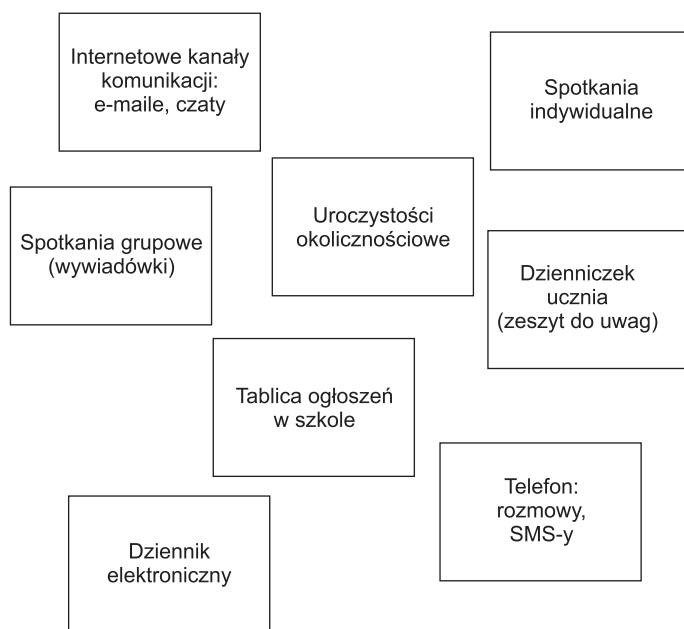 Internetowe kanały
komunikacji:
e-maile, czaty
Spotkania
indywidualne
Uroczystości
okolicznościowe
Spotkania grupowe
(wywiadówki)
Dzienniczek
ucznia
(zeszyt do uwag)
Tablica ogłoszeń
w szkole
Telefon:
rozmowy,
SMS-y
Dziennik
elektroniczny